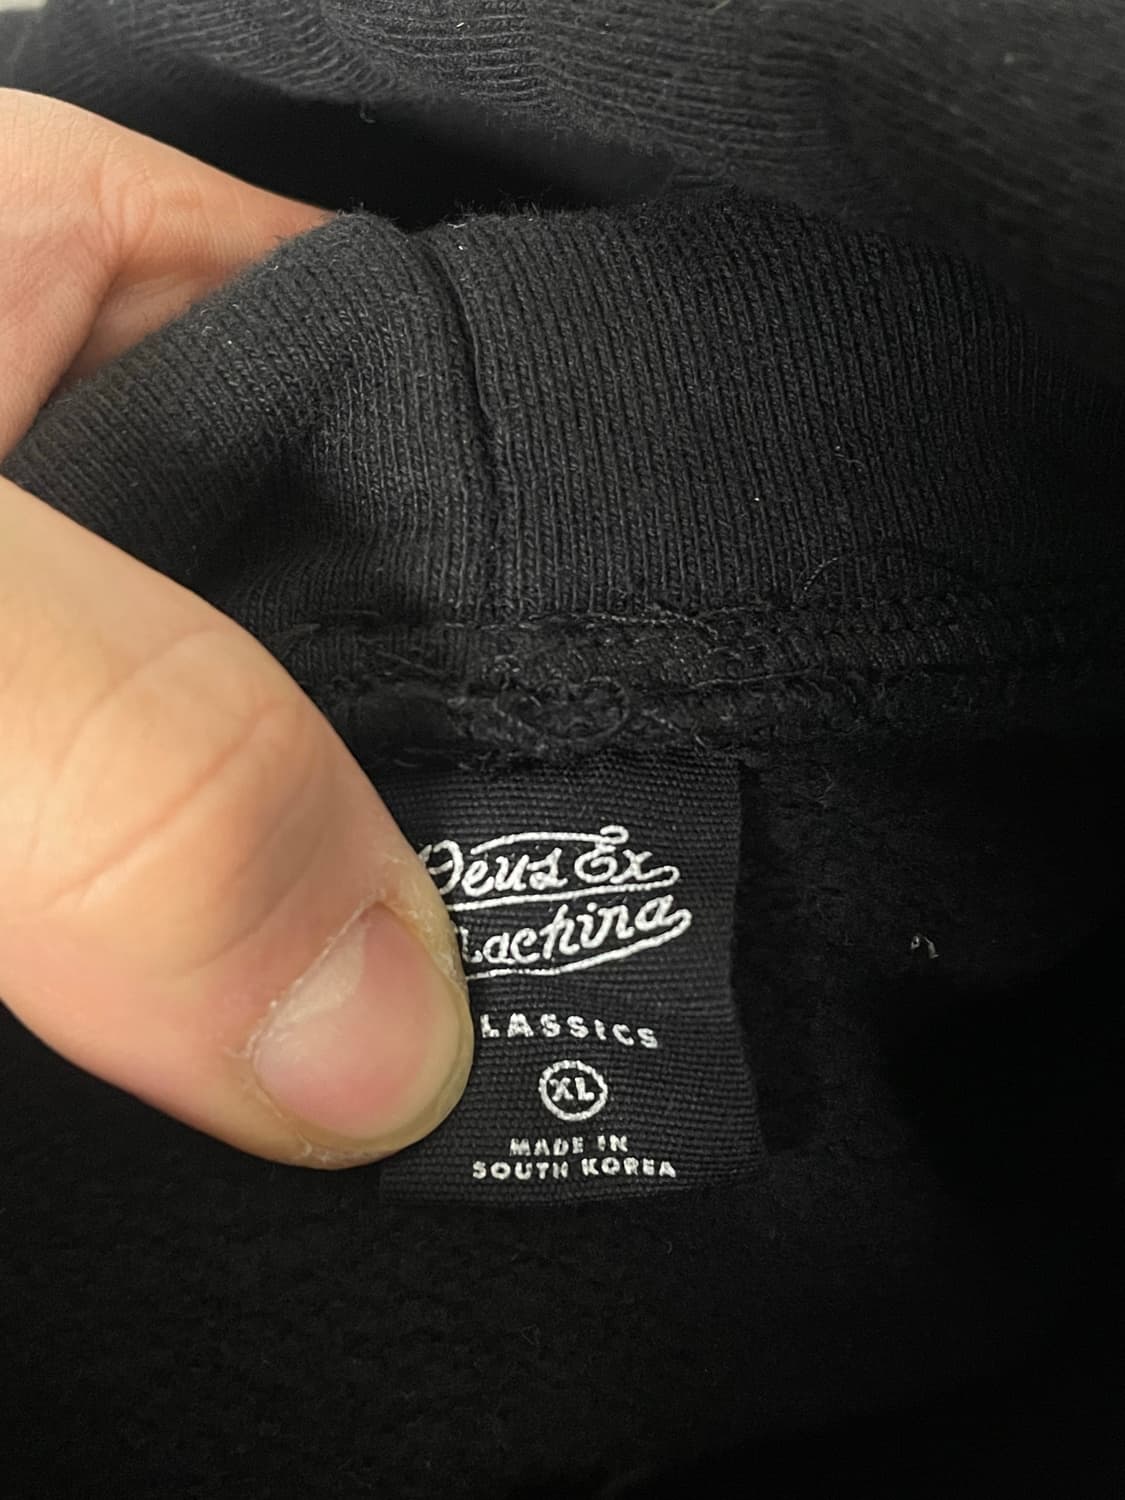 Deus Ex
achina
LASSICS
XL
MADE IN
SOUTH KOREA